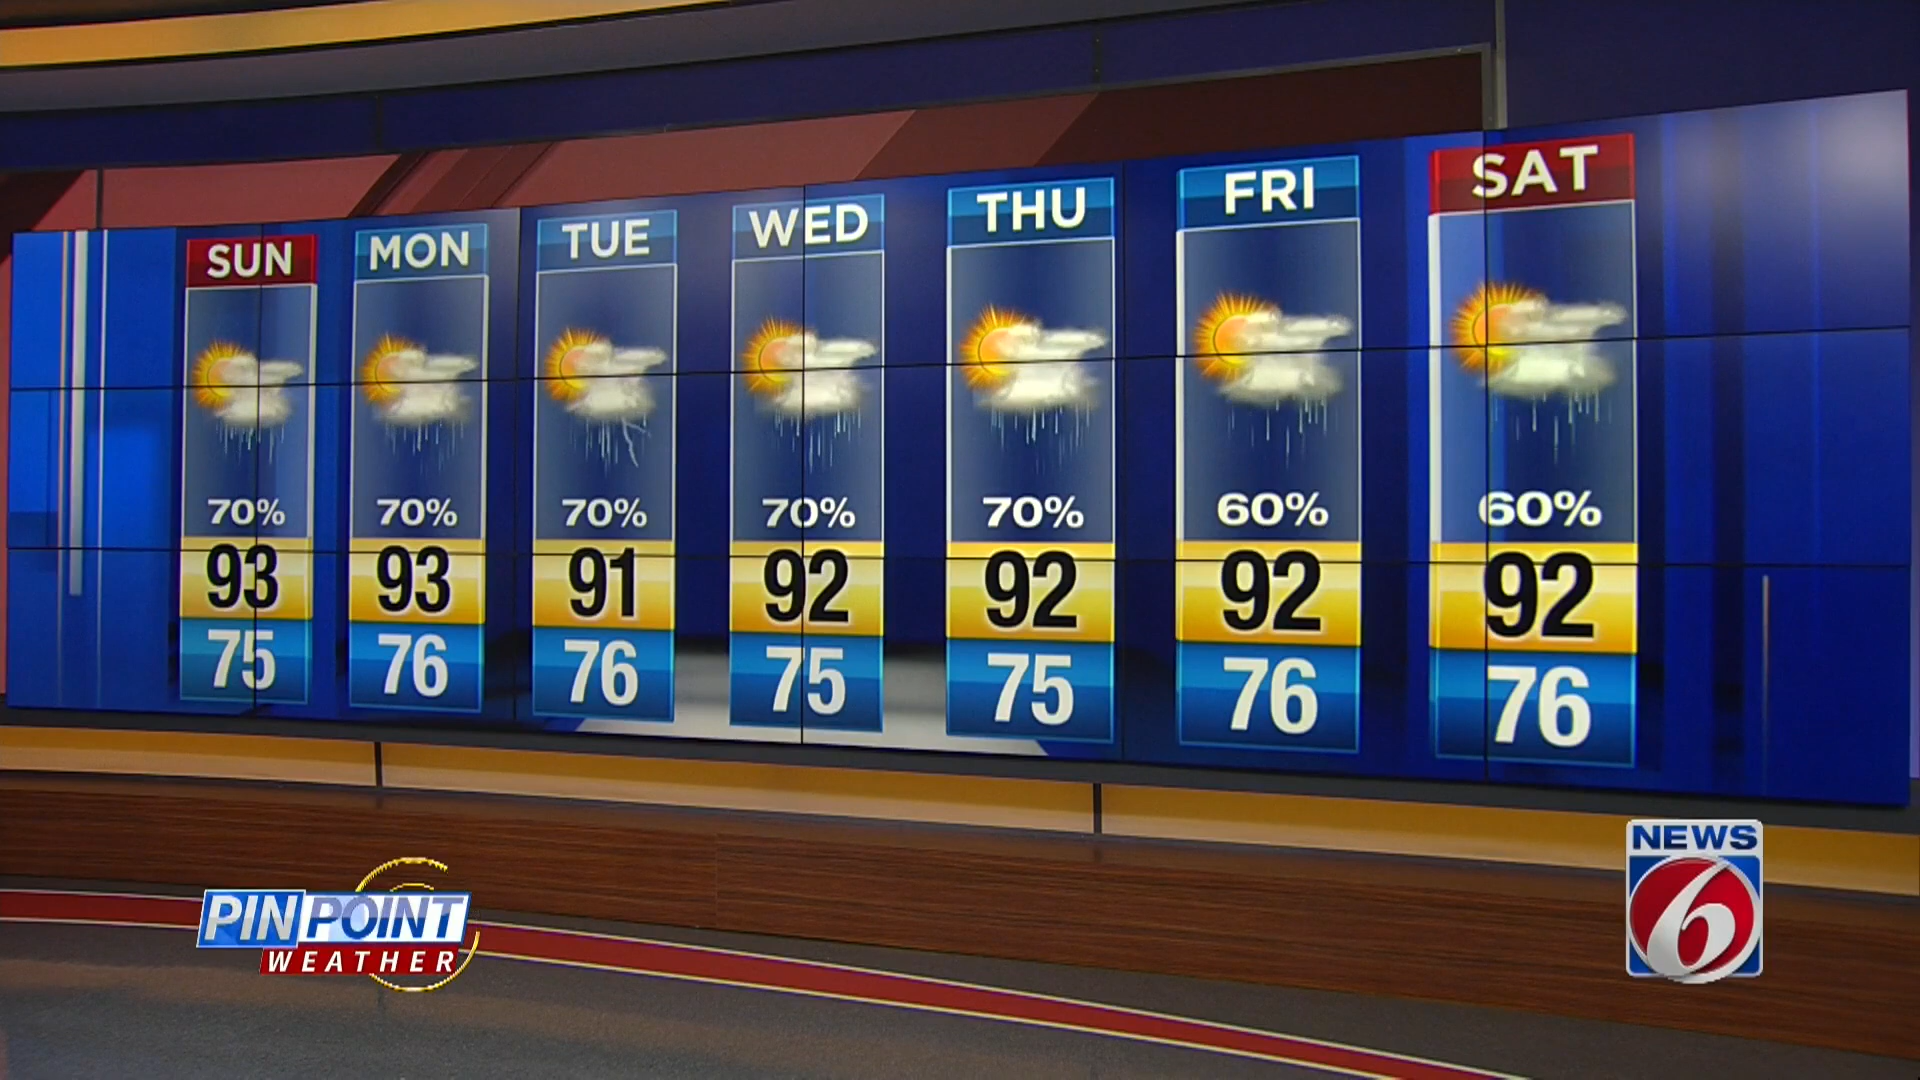 SUN MON TUE WED THU FRI SAT
70% 70% 70% 70% 70% 60% 60%
93 93 91 92 92 92 92
75 76 76 75 75 76 76
PINPOINT
WEATHER
NEWS
6